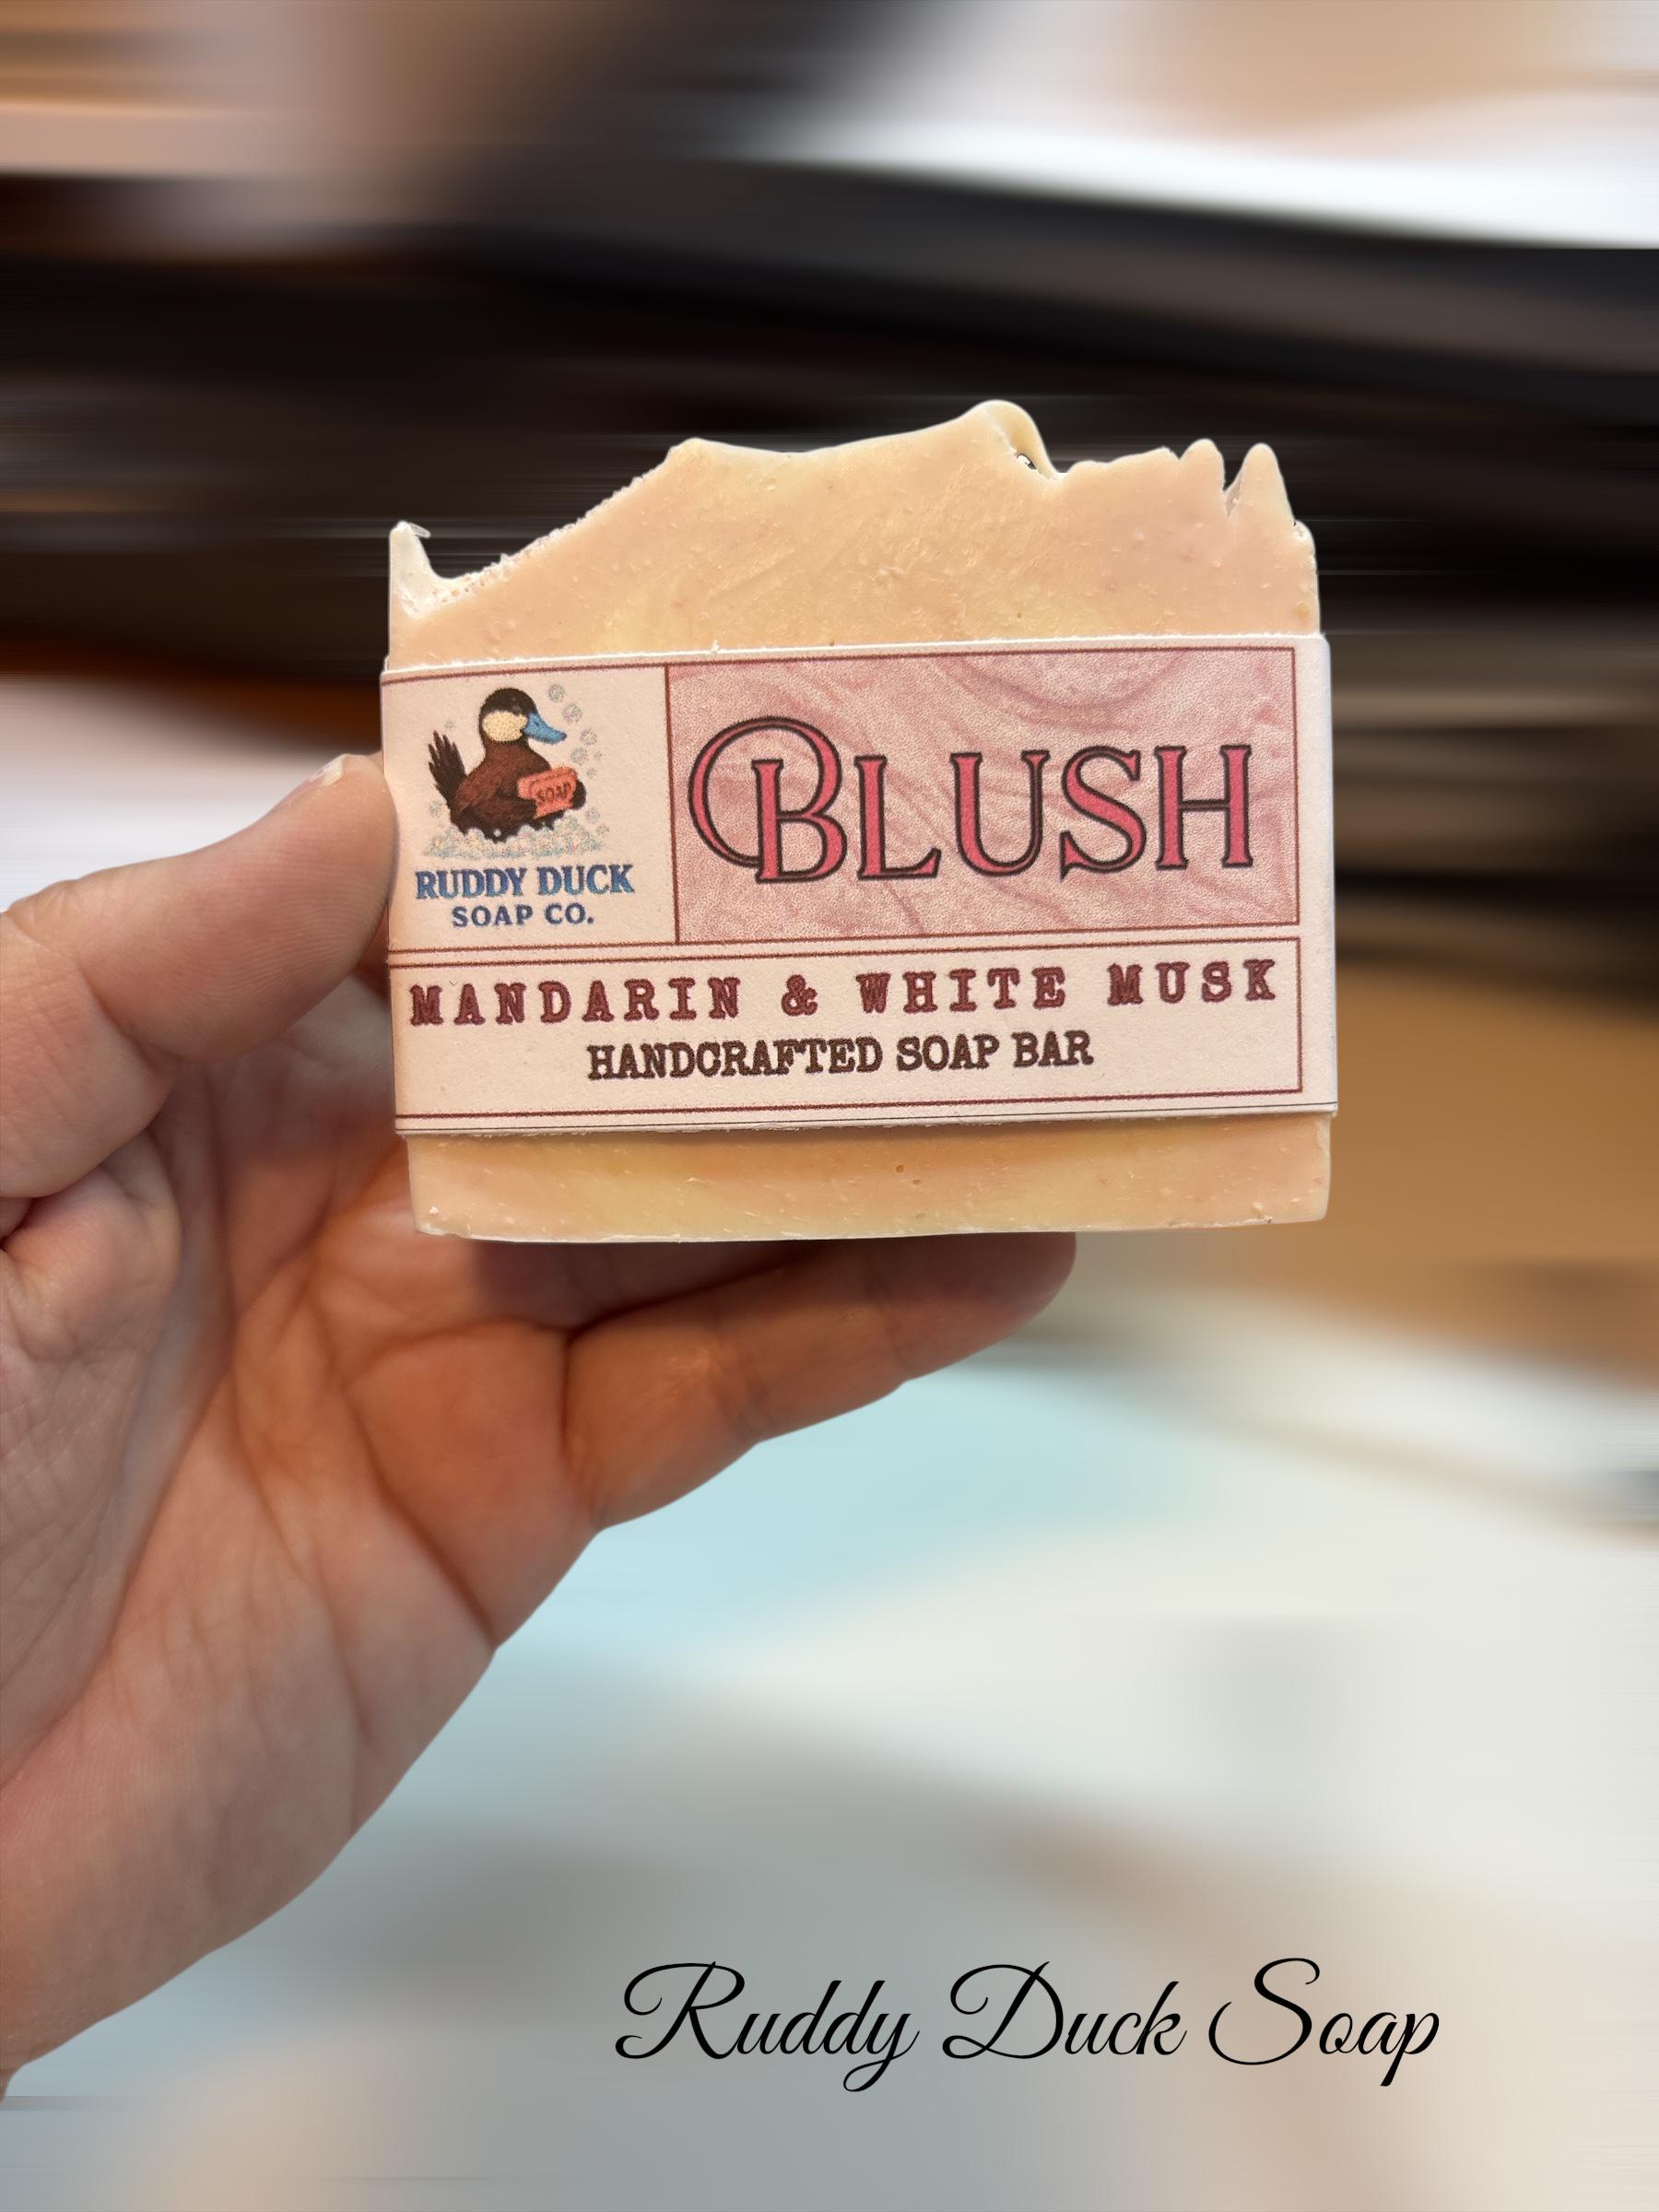 SOAP
RUDDY DUCK
SOAP CO.
BLUSH
MANDARIN & WHITE MUSK
HANDCRAFTED SOAP BAR
Ruddy Duck Soap